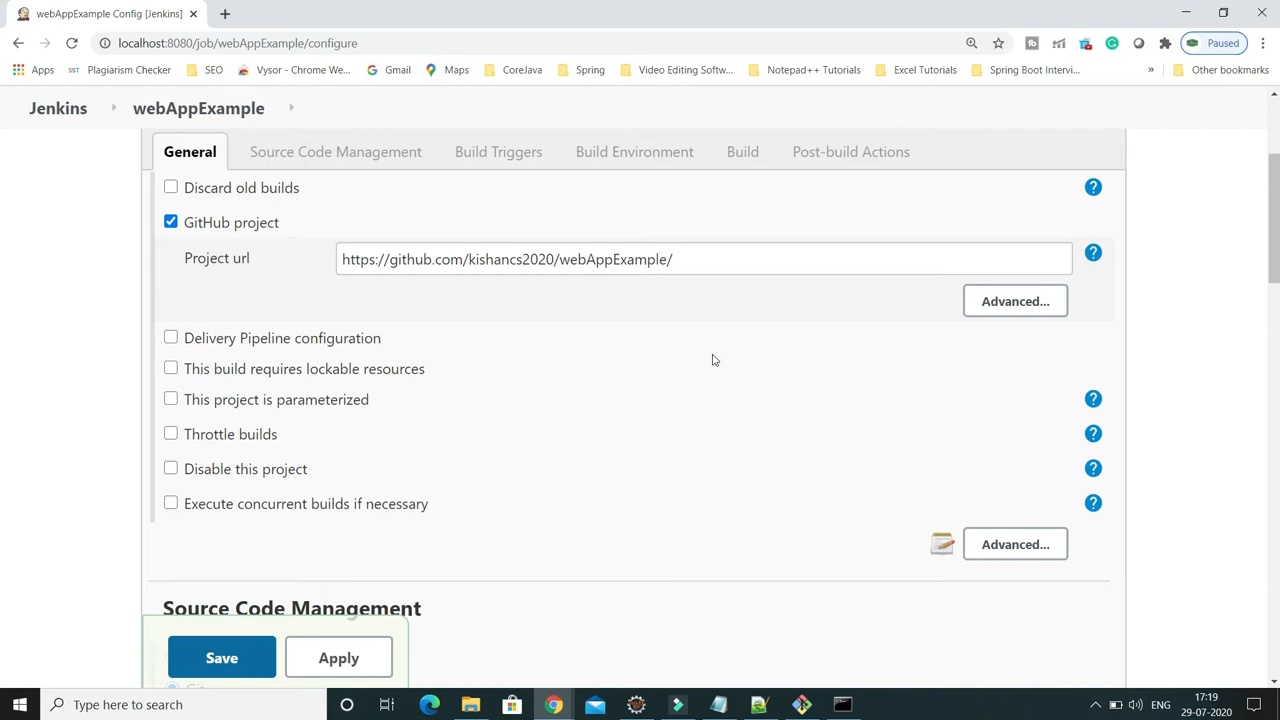 webAppExample Config [Jenkins]
localhost:8080/job/webAppExample/configure
Paused
Apps
SST
Plagiarism Checker
SEO
Vysor - Chrome We...
Gmail
Maps
CoreJava
Spring
Video Editing Softw...
Notepad++ Tutorials
Excel Tutorials
Spring Boot Intervi...
»
Other bookmarks
Jenkins
webAppExample
General
Source Code Management
Build Triggers
Build Environment
Build
Post-build Actions
Discard old builds
GitHub project
Project url
https://github.com/kishancs2020/webAppExample/
Advanced...
Delivery Pipeline configuration
This build requires lockable resources
This project is parameterized
Throttle builds
Disable this project
Execute concurrent builds if necessary
Advanced...
Source Code Management
Save
Apply
Type here to search
ENG
17:19
29-07-2020